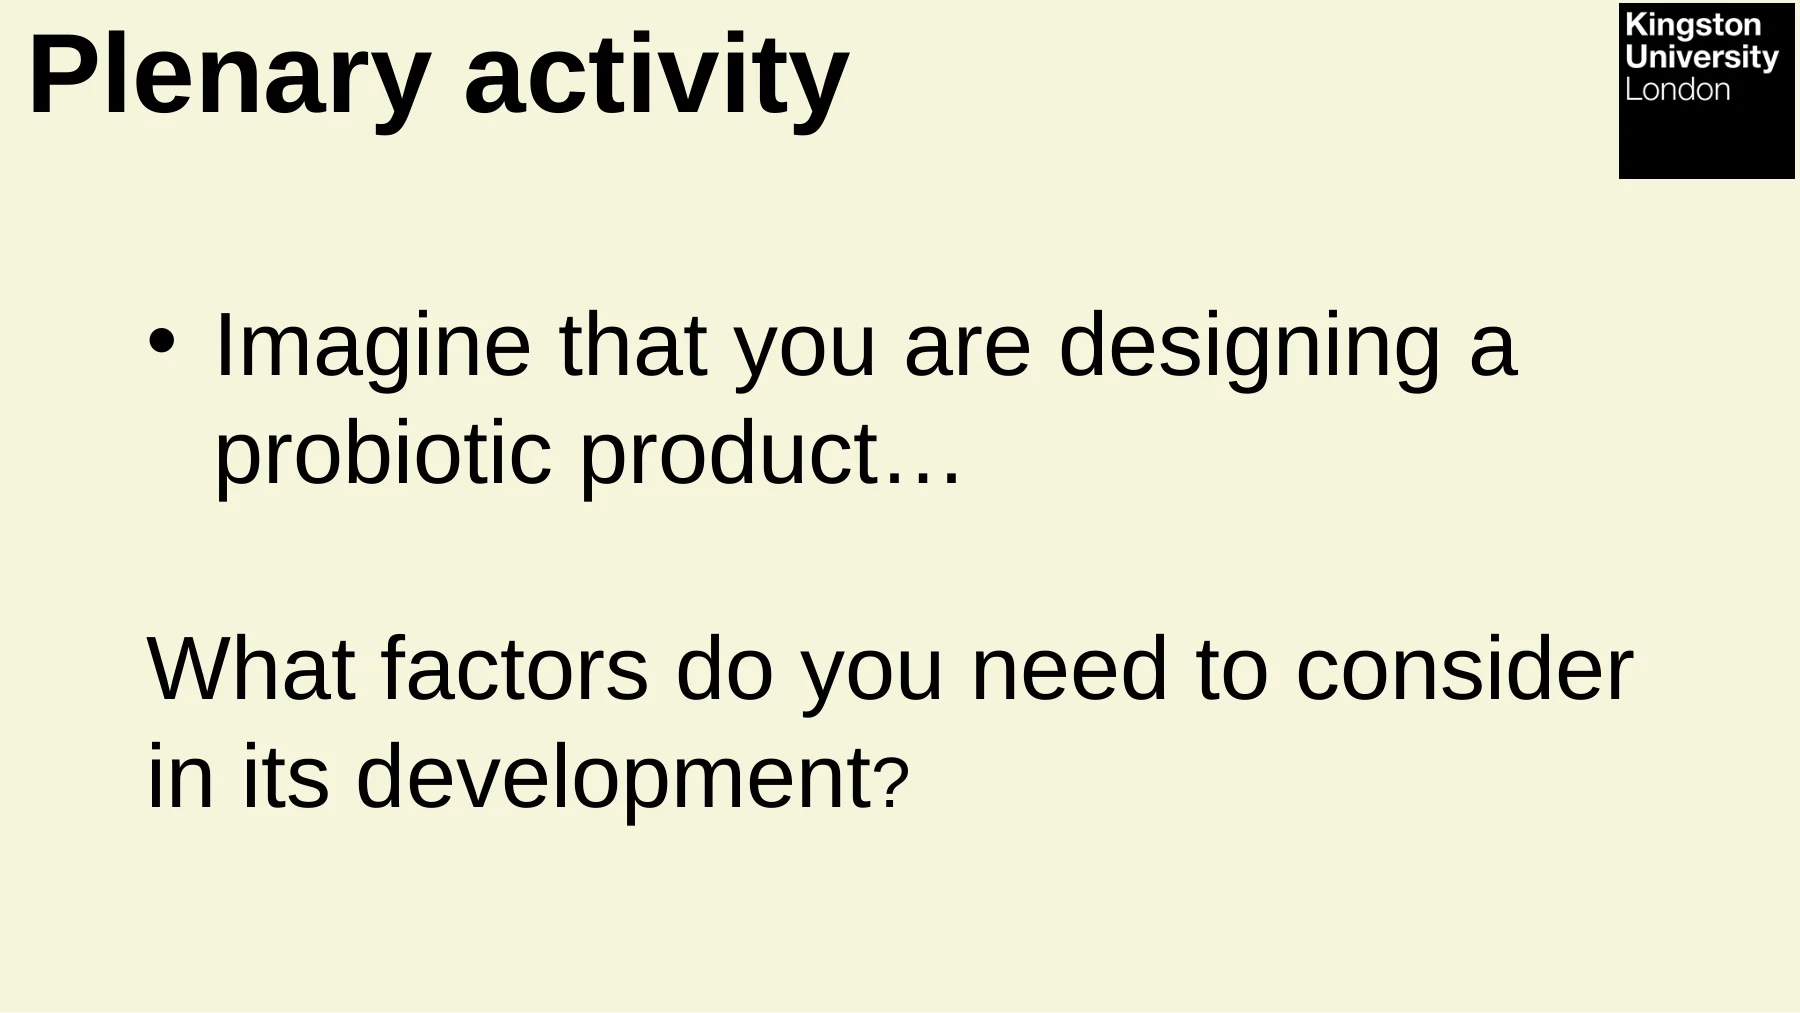 Plenary activity
Kingston
University
London
• Imagine that you are designing a
probiotic product…
What factors do you need to consider
in its development?